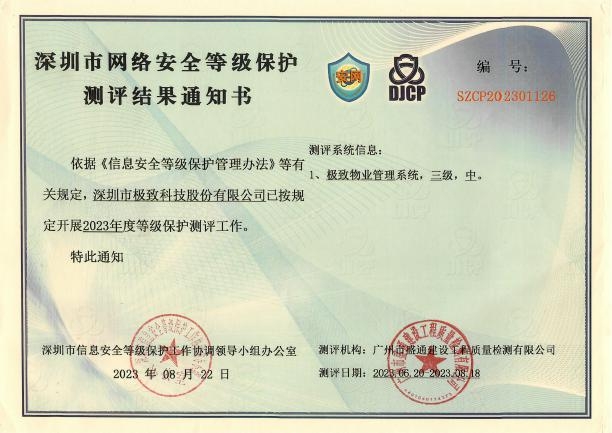 深圳市网络安全等级保护
测评结果通知书
安网
DJCP
编 号：
SZCP202301126
依据《信息安全等级保护管理办法》等有
关规定，深圳市极致科技股份有限公司已按规
定开展2023年度等级保护测评工作。
特此通知
测评系统信息：
1、极致物业管理系统，三级，中。
深圳市信息安全等级保护工作协调领导小组办公室
2023 年 08 月 22 日
测评机构：广州市盛通建设工程质量检测有限公司
测评日期：2023.06.20-2023.08.18